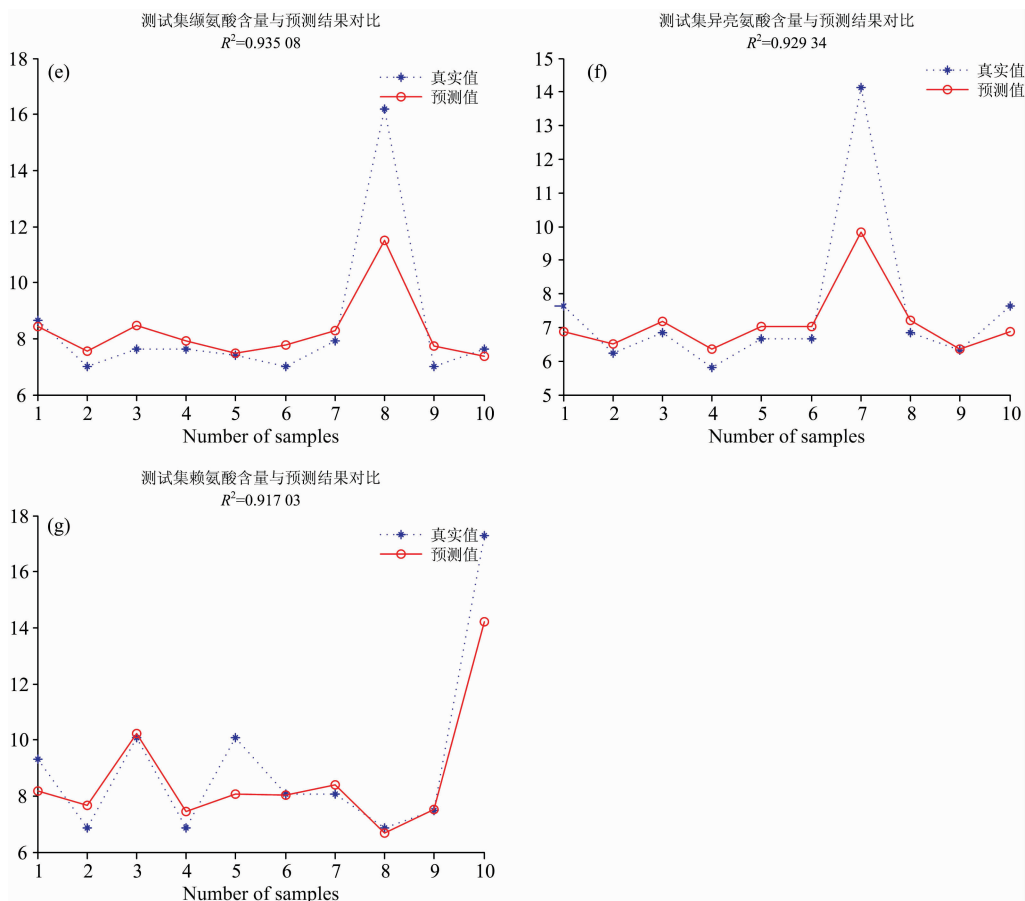 测试集缬氨酸含量与预测结果对比
R²=0.935 08
(e)
真实值
预测值
18
16
14
12
10
8
6
1 2 3 4 5 6 7 8 9 10
Number of samples
测试集异亮氨酸含量与预测结果对比
R²=0.929 34
(f)
真实值
预测值
15
14
13
12
11
10
9
8
7
6
5
1 2 3 4 5 6 7 8 9 10
Number of samples
测试集赖氨酸含量与预测结果对比
R²=0.917 03
(g)
真实值
预测值
18
16
14
12
10
8
6
1 2 3 4 5 6 7 8 9 10
Number of samples